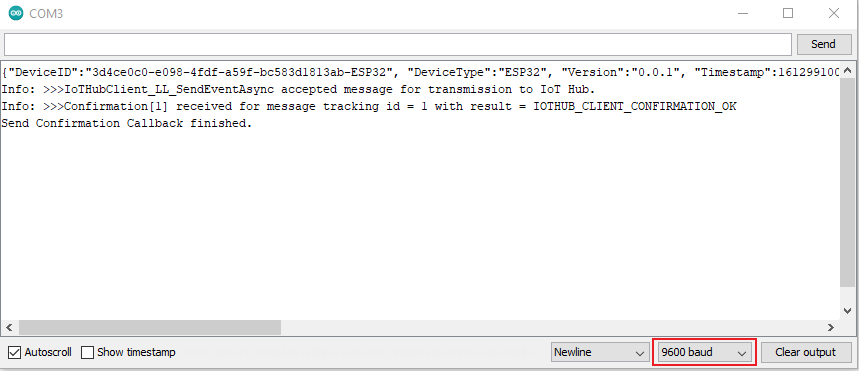 COM3
Send
{"DeviceID":"3d4ce0c0-e098-4fdf-a59f-bc583d1813ab-ESP32", "DeviceType":"ESP32", "Version":"0.0.1", "Timestamp":161299100
Info: >>>IoTHubClient_LL_SendEventAsync accepted message for transmission to IoT Hub.
Info: >>>Confirmation[1] received for message tracking id = 1 with result = IOTHUB_CLIENT_CONFIRMATION_OK
Send Confirmation Callback finished.
Autoscroll Show timestamp Newline 9600 baud Clear output